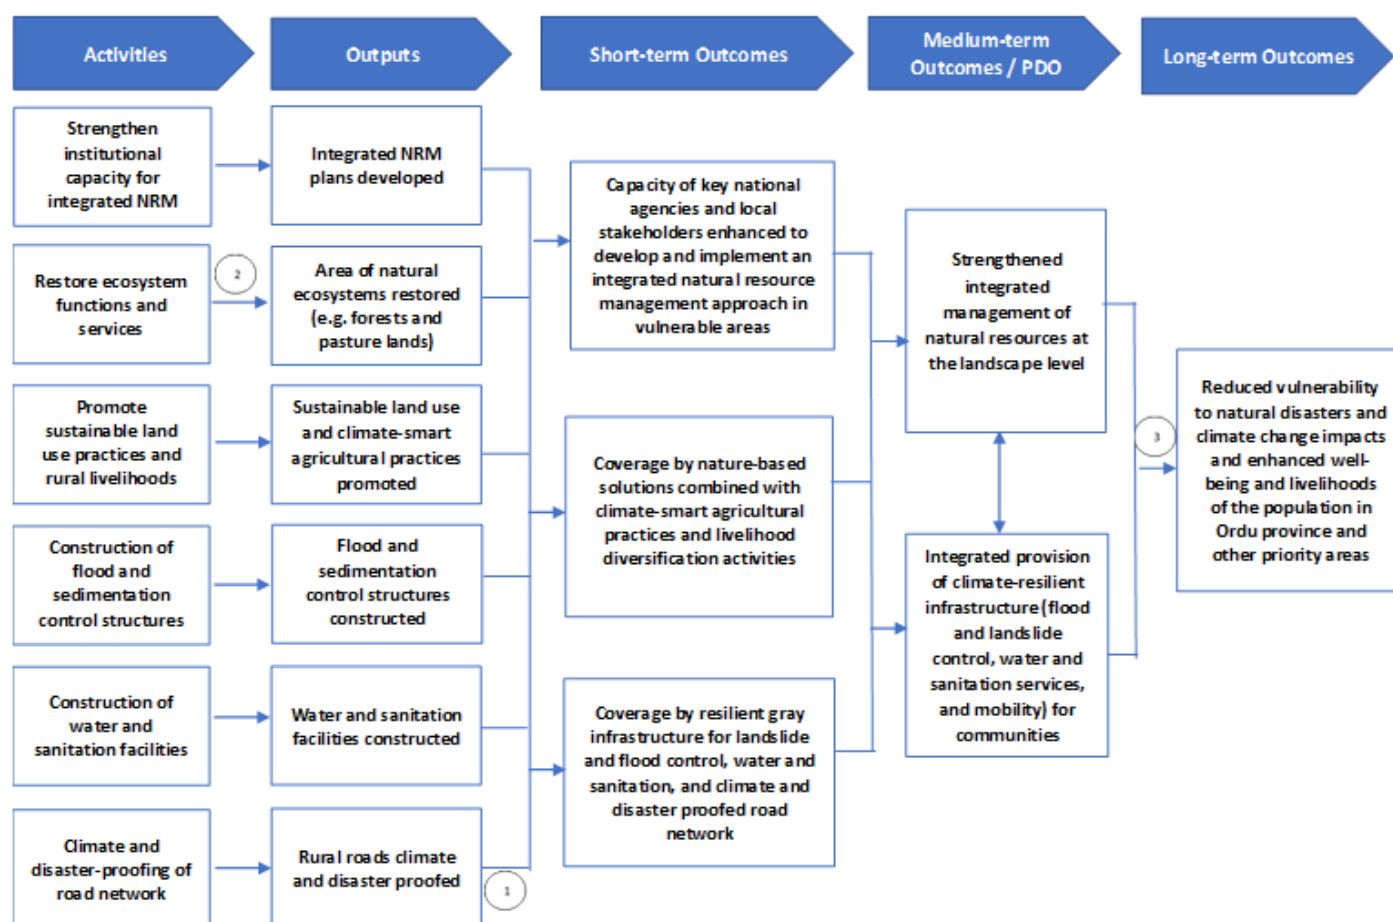 Activities
Outputs
Short-term Outcomes
Medium-term
Outcomes / PDO
Long-term Outcomes
Strengthen
institutional
capacity for
integrated NRM
Integrated NRM
plans developed
Capacity of key national
agencies and local
stakeholders enhanced to
develop and implement an
integrated natural resource
management approach in
vulnerable areas
Strengthened
integrated
management of
natural resources at
the landscape level
Reduced vulnerability
to natural disasters and
climate change impacts
and enhanced well-
being and livelihoods
of the population in
Ordu province and
other priority areas
Restore ecosystem
functions and
services
2
Area of natural
ecosystems restored
(e.g. forests and
pasture lands)
Promote
sustainable land
use practices and
rural livelihoods
Sustainable land use
and climate-smart
agricultural practices
promoted
Coverage by nature-based
solutions combined with
climate-smart agricultural
practices and livelihood
diversification activities
3
Construction of
flood and
sedimentation
control structures
Flood and
sedimentation
control structures
constructed
Integrated provision
of climate-resilient
infrastructure (flood
and landslide
control, water and
sanitation services,
and mobility) for
communities
Construction of
water and
sanitation facilities
Water and sanitation
facilities constructed
Coverage by resilient gray
infrastructure for landslide
and flood control, water and
sanitation, and climate and
disaster proofed road
network
Climate and
disaster-proofing of
road network
Rural roads climate
and disaster proofed
1